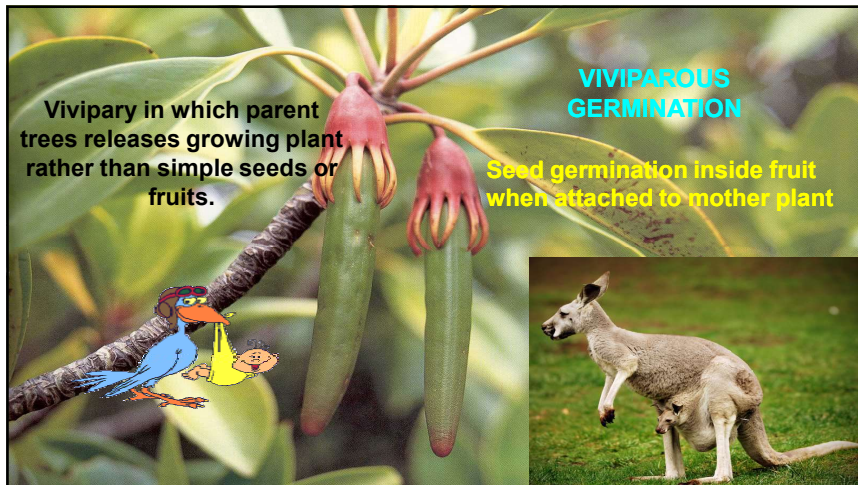 Vivipary in which parent
trees releases growing plant
rather than simple seeds or
fruits.
VIVIPAROUS
GERMINATION
Seed germination inside fruit
when attached to mother plant